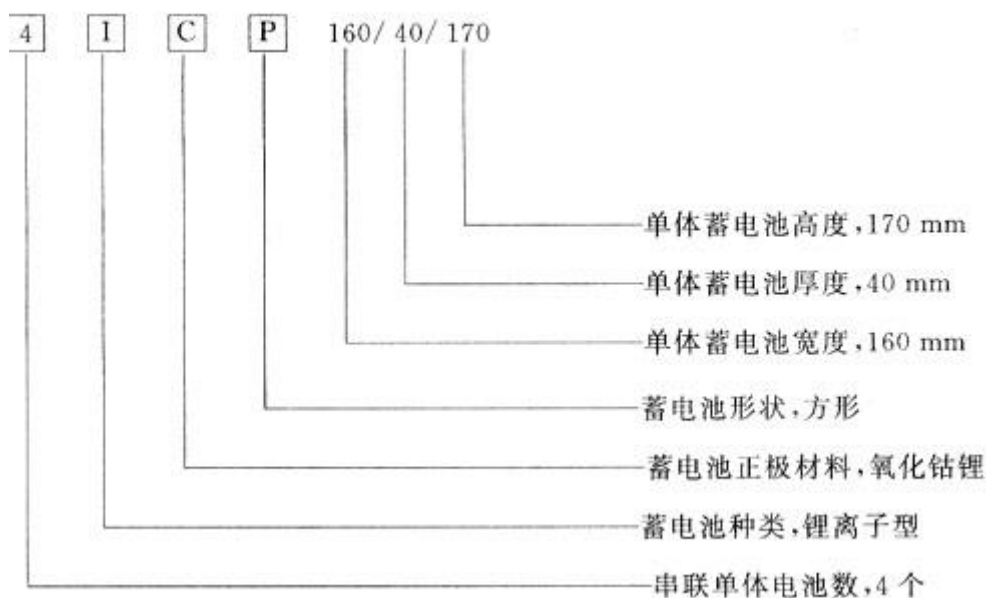 4 I C P 160/ 40/ 170
单体蓄电池高度,170 mm
单体蓄电池厚度,40 mm
单体蓄电池宽度,160 mm
蓄电池形状,方形
蓄电池正极材料,氧化钴锂
蓄电池种类,锂离子型
串联单体电池数,4 个